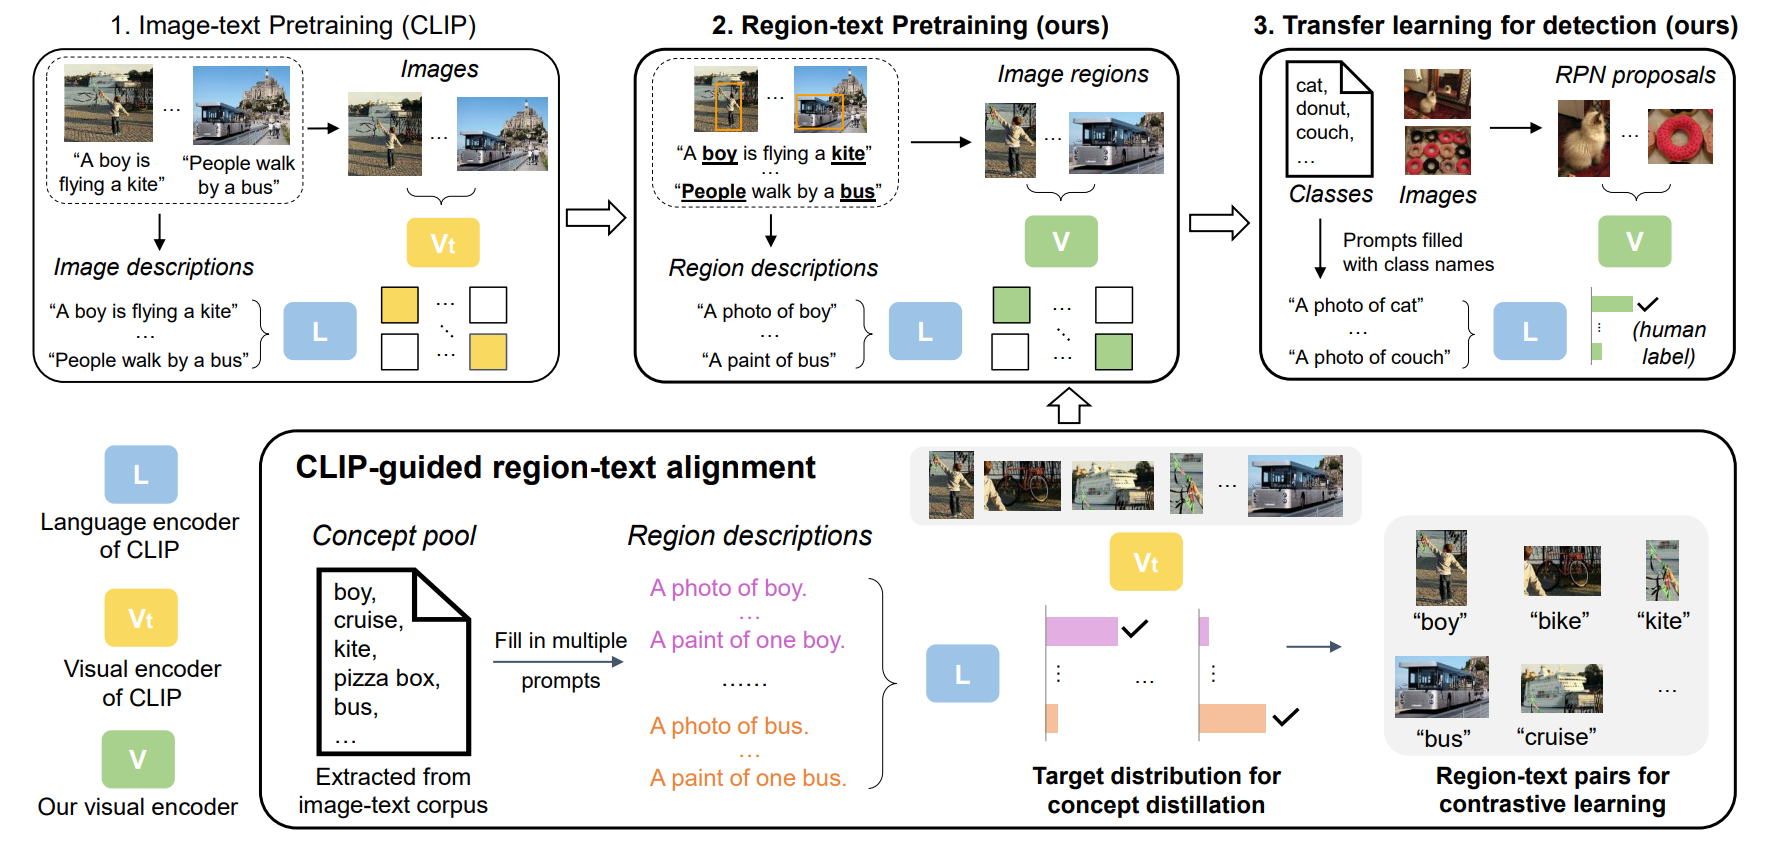 1. Image-text Pretraining (CLIP)
Images
...
...
“A boy is
flying a kite”
“People walk
by a bus”
Vt
Image descriptions
“A boy is flying a kite”
...
“People walk by a bus”
L
...
...
...
2. Region-text Pretraining (ours)
Image regions
...
...
“A boy is flying a kite”
...
“People walk by a bus”
V
Region descriptions
“A photo of boy”
...
“A paint of bus”
L
...
...
...
3. Transfer learning for detection (ours)
cat,
donut,
couch,
...
RPN proposals
...
Classes
Images
Prompts filled
with class names
V
“A photo of cat”
...
“A photo of couch”
L
...
(human
label)
L
Language encoder
of CLIP
Vt
Visual encoder
of CLIP
V
Our visual encoder
CLIP-guided region-text alignment
Concept pool
boy,
cruise,
kite,
pizza box,
bus,
...
Extracted from
image-text corpus
Fill in multiple
prompts
Region descriptions
A photo of boy.
...
A paint of one boy.
......
A photo of bus.
...
A paint of one bus.
...
Vt
L
...
...
...
Target distribution for
concept distillation
“boy”
“bike”
“kite”
“bus”
“cruise”
...
Region-text pairs for
contrastive learning